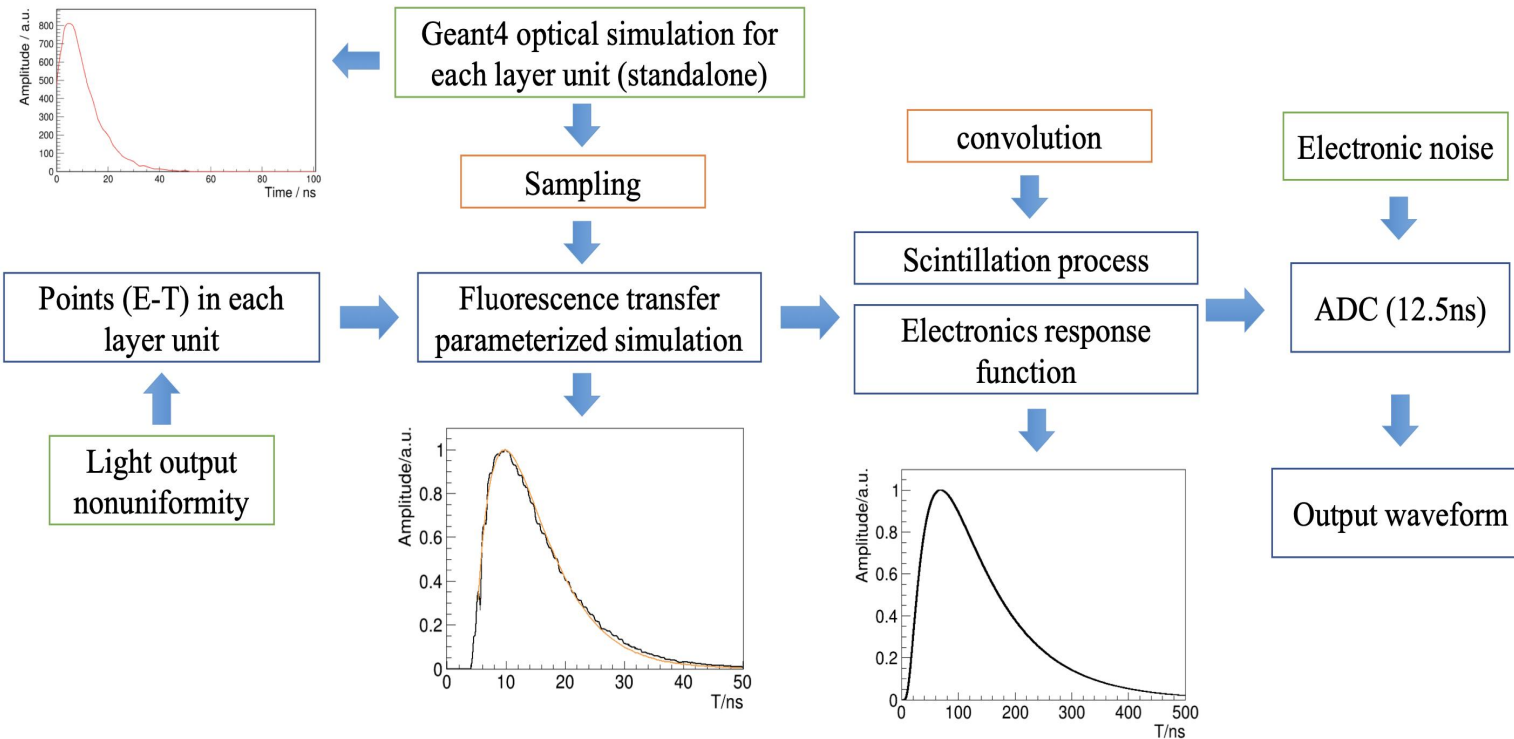 Amplitude / a.u.
800
700
600
500
400
300
200
100
0
0 20 40 60 80 100
Time / ns
Geant4 optical simulation for
each layer unit (standalone)
Sampling
convolution
Electronic noise
Points (E-T) in each
layer unit
Fluorescence transfer
parameterized simulation
Scintillation process
Electronics response
function
ADC (12.5ns)
Light output
nonuniformity
Amplitude/a.u.
1
0.8
0.6
0.4
0.2
0
0 10 20 30 40 50
T/ns
Amplitude/a.u.
1
0.8
0.6
0.4
0.2
0
0 100 200 300 400 500
T/ns
Output waveform